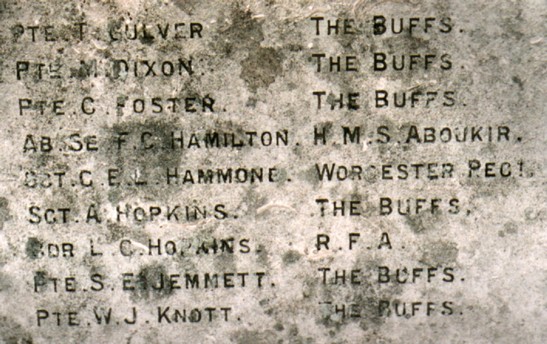 PTE T. CULVER THE BUFFS.
PTE. M. DIXON. THE BUFFS.
PTE. C. FOSTER. THE BUFFS.
AB. SE. F. C. HAMILTON. H.M.S. ABOUKIR.
SGT. C. E. L. HAMMOND. WORCESTER REGT.
SGT. A. HOPKINS. THE BUFFS.
L. C. HOPKINS. R.F.A.
PTE. S. E. JEMMETT. THE BUFFS.
PTE. W. J. KNOTT. THE BUFFS.